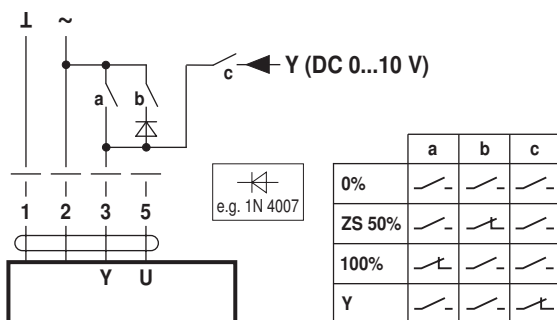 ⊥ ~
a b c Y (DC 0...10 V)
1 2 3 5
Y U
e.g. 1N 4007
a b c
0%
ZS 50%
100%
Y